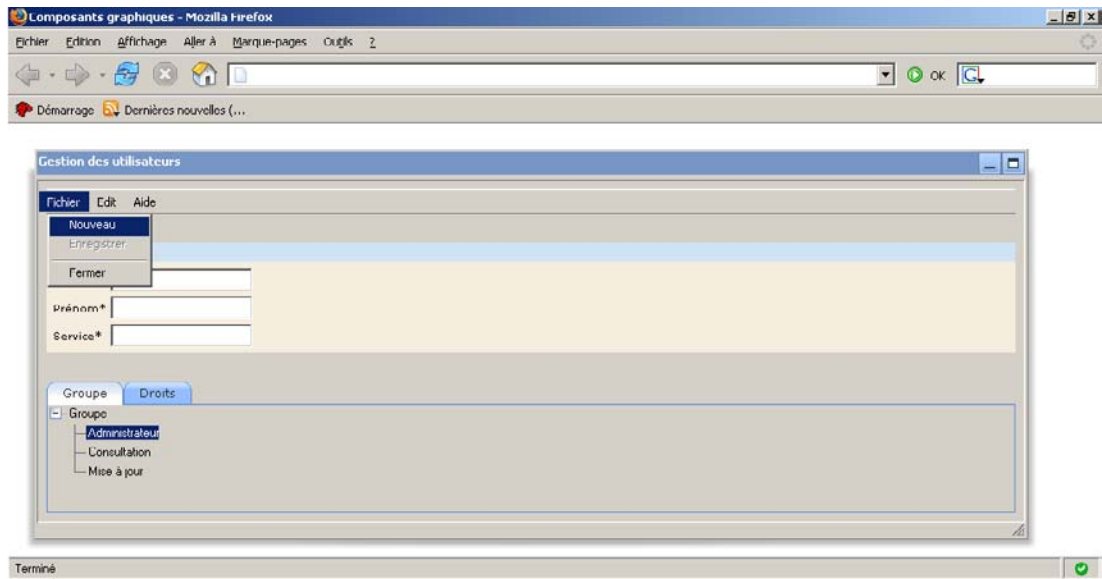 Composants graphiques - Mozilla Firefox
Fichier Edition Affichage Aller à Marque-pages Outils ?
OK G
Démarrage Dernières nouvelles (...
Gestion des utilisateurs
Fichier Edit Aide
Nouveau
Enregistrer
Fermer
Prénom*
Service*
Groupe Droits
Groupe
Administrateur
Consultation
Mise à jour
Terminé